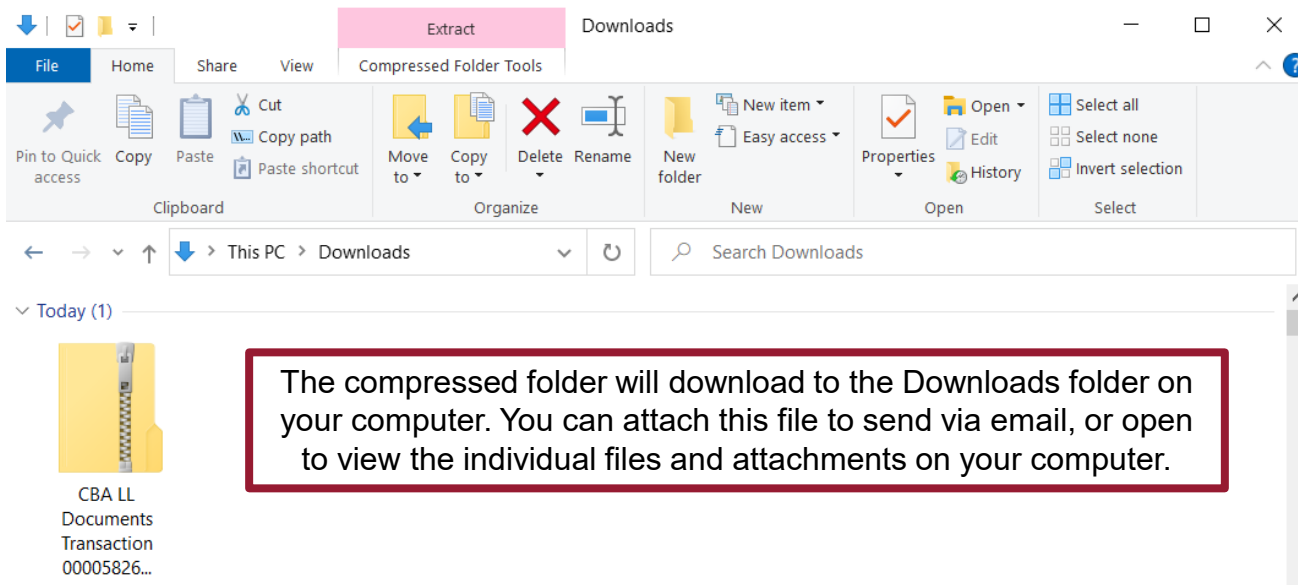 Extract
Downloads
File
Home
Share
View
Compressed Folder Tools
?
Pin to Quick
access
Copy
Paste
W...
Cut
Copy path
Paste shortcut
Move
to
Copy
to
Delete
Rename
New
folder
New item
Easy access
Properties
Open
Edit
History
Select all
Select none
Invert selection
Clipboard
Organize
New
Open
Select
This PC > Downloads
Search Downloads
Today (1)
The compressed folder will download to the Downloads folder on
your computer. You can attach this file to send via email, or open
to view the individual files and attachments on your computer.
CBA LL
Documents
Transaction
00005826...